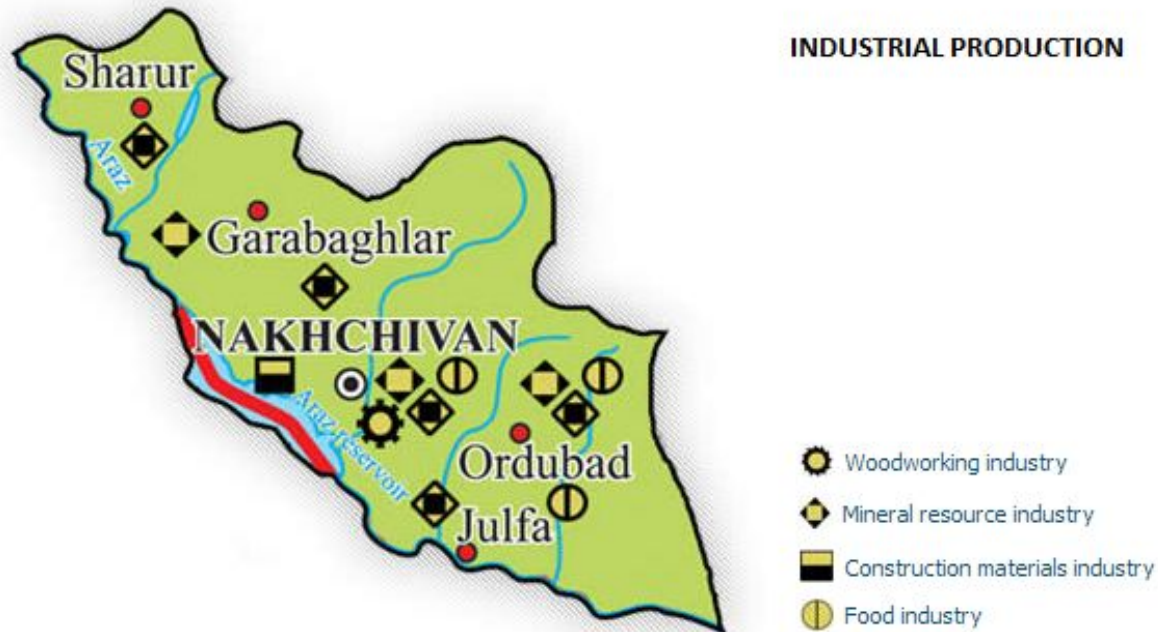 INDUSTRIAL PRODUCTION
Sharur
Araz
Garabaghlar
NAKHCHIVAN
Araz reservoir
Ordubad
Julfa
Woodworking industry
Mineral resource industry
Construction materials industry
Food industry